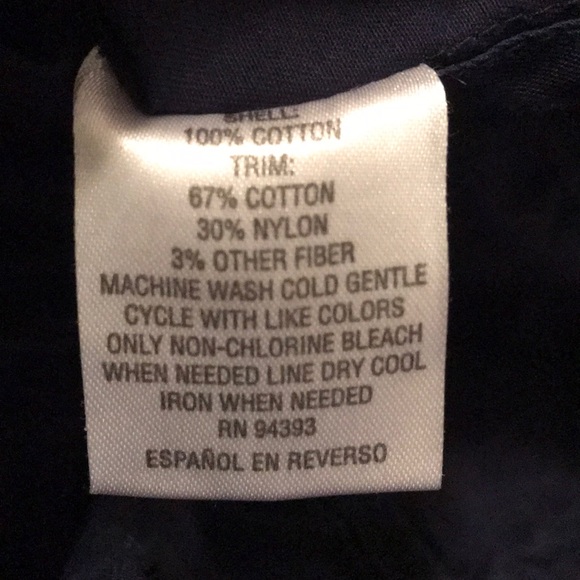 SHELL:
100% COTTON
TRIM:
67% COTTON
30% NYLON
3% OTHER FIBER
MACHINE WASH COLD GENTLE
CYCLE WITH LIKE COLORS
ONLY NON-CHLORINE BLEACH
WHEN NEEDED LINE DRY COOL
IRON WHEN NEEDED
RN 94393
ESPAÑOL EN REVERSO